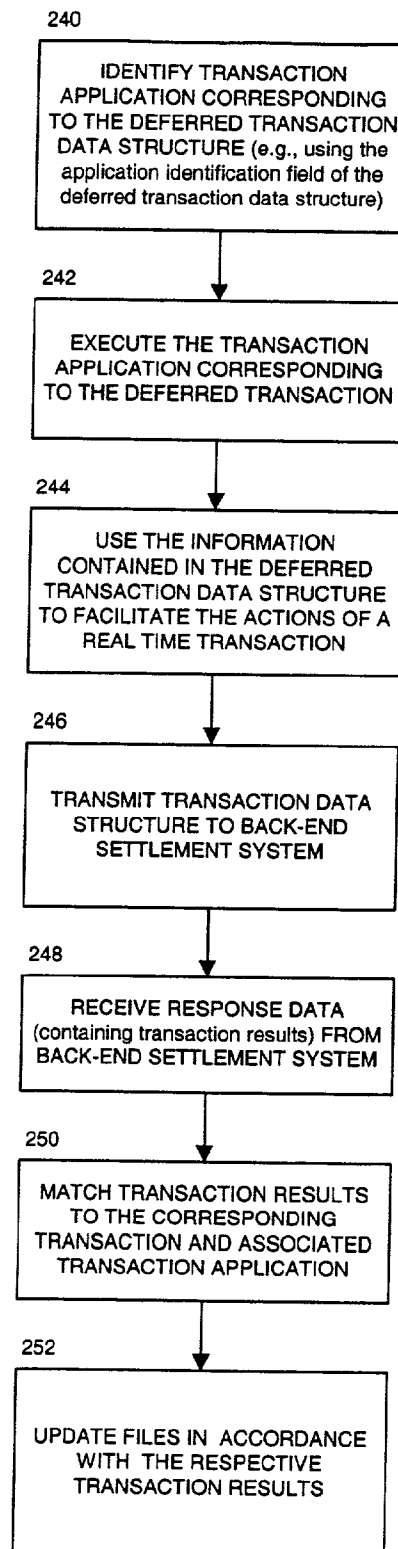 240
IDENTIFY TRANSACTION
APPLICATION CORRESPONDING
TO THE DEFERRED TRANSACTION
DATA STRUCTURE (e.g., using the
application identification field of the
deferred transaction data structure)
242
EXECUTE THE TRANSACTION
APPLICATION CORRESPONDING
TO THE DEFERRED TRANSACTION
244
USE THE INFORMATION
CONTAINED IN THE DEFERRED
TRANSACTION DATA STRUCTURE
TO FACILITATE THE ACTIONS OF A
REAL TIME TRANSACTION
246
TRANSMIT TRANSACTION DATA
STRUCTURE TO BACK-END
SETTLEMENT SYSTEM
248
RECEIVE RESPONSE DATA
(containing transaction results) FROM
BACK-END SETTLEMENT SYSTEM
250
MATCH TRANSACTION RESULTS
TO THE CORRESPONDING
TRANSACTION AND ASSOCIATED
TRANSACTION APPLICATION
252
UPDATE FILES IN ACCORDANCE
WITH THE RESPECTIVE
TRANSACTION RESULTS